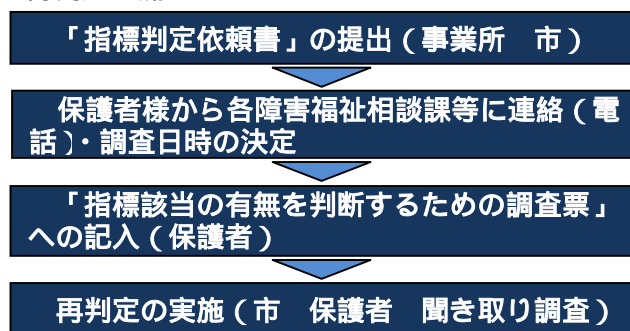 「指標判定依頼書」の提出（事業所　市）
保護者様から各障害福祉相談課等に連絡（電
話）・調査日時の決定
「指標該当の有無を判断するための調査票」
への記入（保護者）
再判定の実施（市　保護者　聞き取り調査）